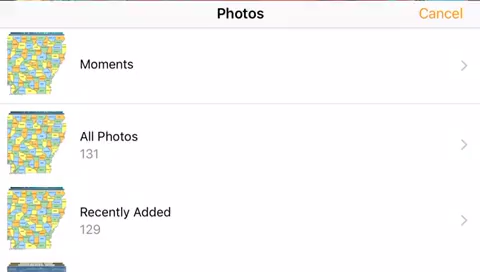 Photos
Cancel
Moments
All Photos
131
Recently Added
129